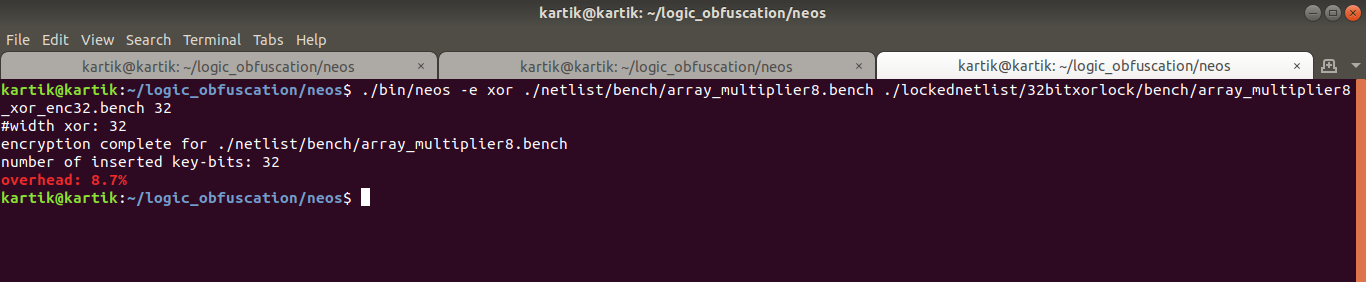 kartik@kartik: ~/logic_obfuscation/neos
File Edit View Search Terminal Tabs Help
kartik@kartik: ~/logic_obfuscation/neos × kartik@kartik: ~/logic_obfuscation/neos × kartik@kartik: ~/logic_obfuscation/neos ×
kartik@kartik:~/logic_obfuscation/neos$ ./bin/neos -e xor ./netlist/bench/array_multiplier8.bench ./lockednetlist/32bitxorlock/bench/array_multiplier8
_xor_enc32.bench 32
#width xor: 32
encryption complete for ./netlist/bench/array_multiplier8.bench
number of inserted key-bits: 32
overhead: 8.7%
kartik@kartik:~/logic_obfuscation/neos$